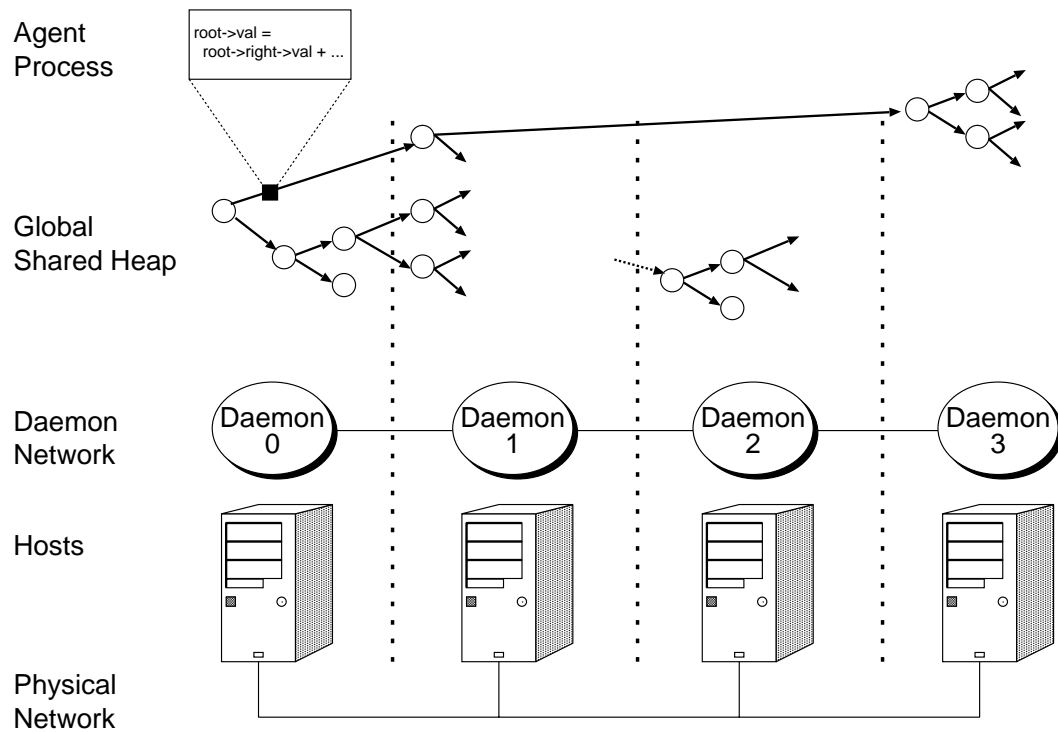 Agent
Process
root->val =
root->right->val + ...
Global
Shared Heap
Daemon
Network
Daemon
0
Daemon
1
Daemon
2
Daemon
3
Hosts
Physical
Network